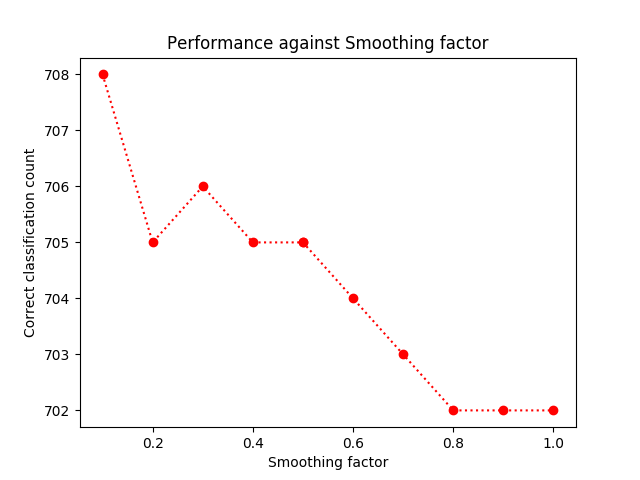 Performance against Smoothing factor
708
707
706
705
704
703
702
Correct classification count
0.2 0.4 0.6 0.8 1.0
Smoothing factor